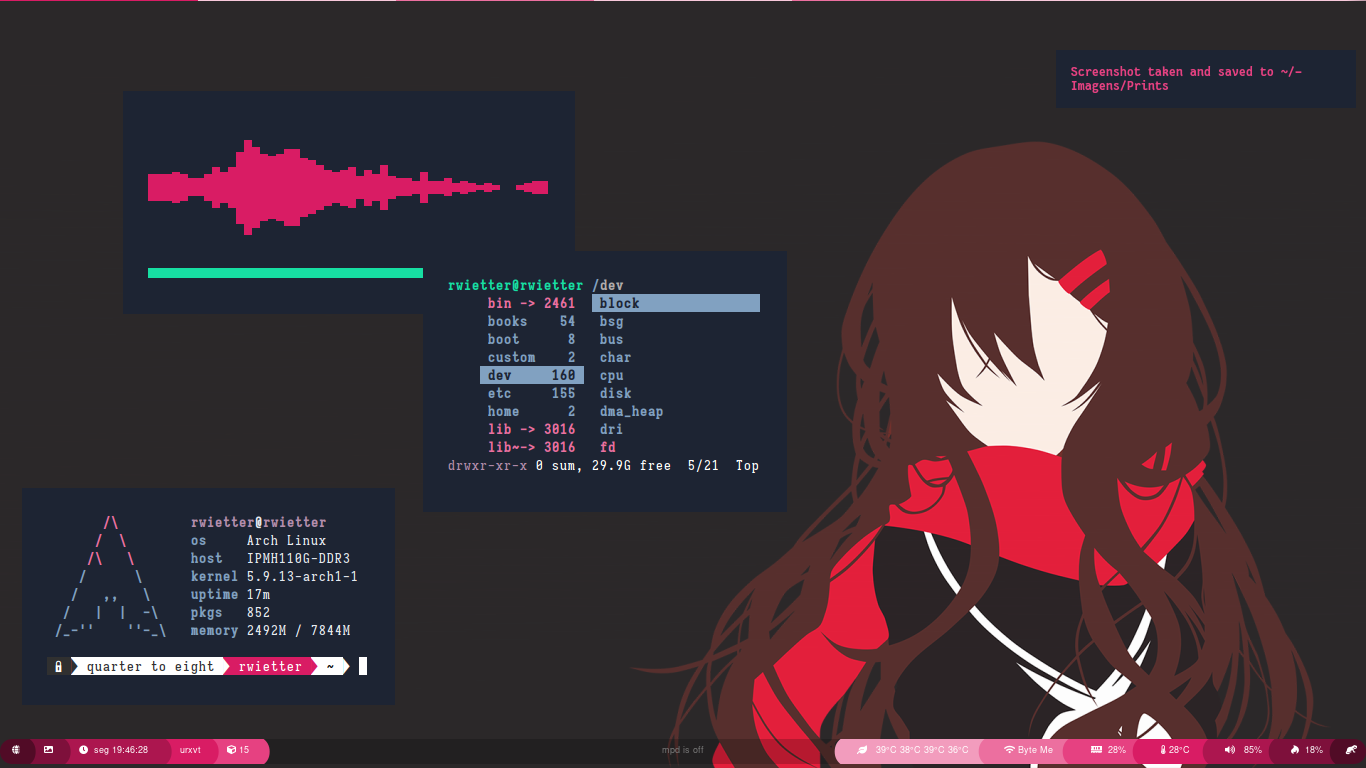 Screenshot taken and saved to ~/-
Imagens/Prints
rwietter@rwietter /dev
bin -> 2461 block
books 54 bsg
boot 8 bus
custom 2 char
dev 160 cpu
etc 155 disk
home 2 dma_heap
lib -> 3016 dri
lib~-> 3016 fd
drwxr-xr-x 0 sum, 29.9G free 5/21 Top
rwietter@rwietter
os Arch Linux
host IPMH110G-DDR3
kernel 5.9.13-arch1-1
uptime 17m
pkgs 852
memory 2492M / 7844M
quarter to eight rwietter ~
seg 19:46:28 urxvt 15 mpd is off 39°C 38°C 39°C 36°C Byte Me 28% 28°C 85% 18%